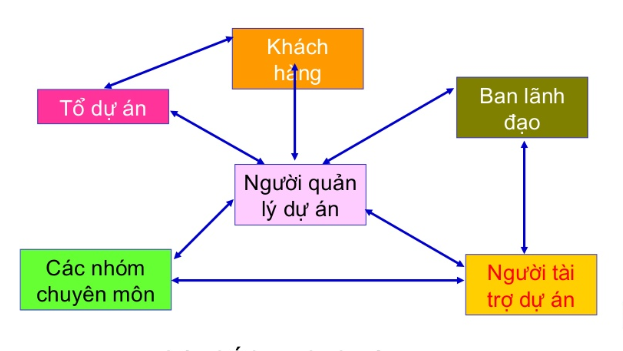 Khách
hàng
Tổ dự án
Ban lãnh
đạo
Người quản
lý dự án
Các nhóm
chuyên môn
Người tài
trợ dự án